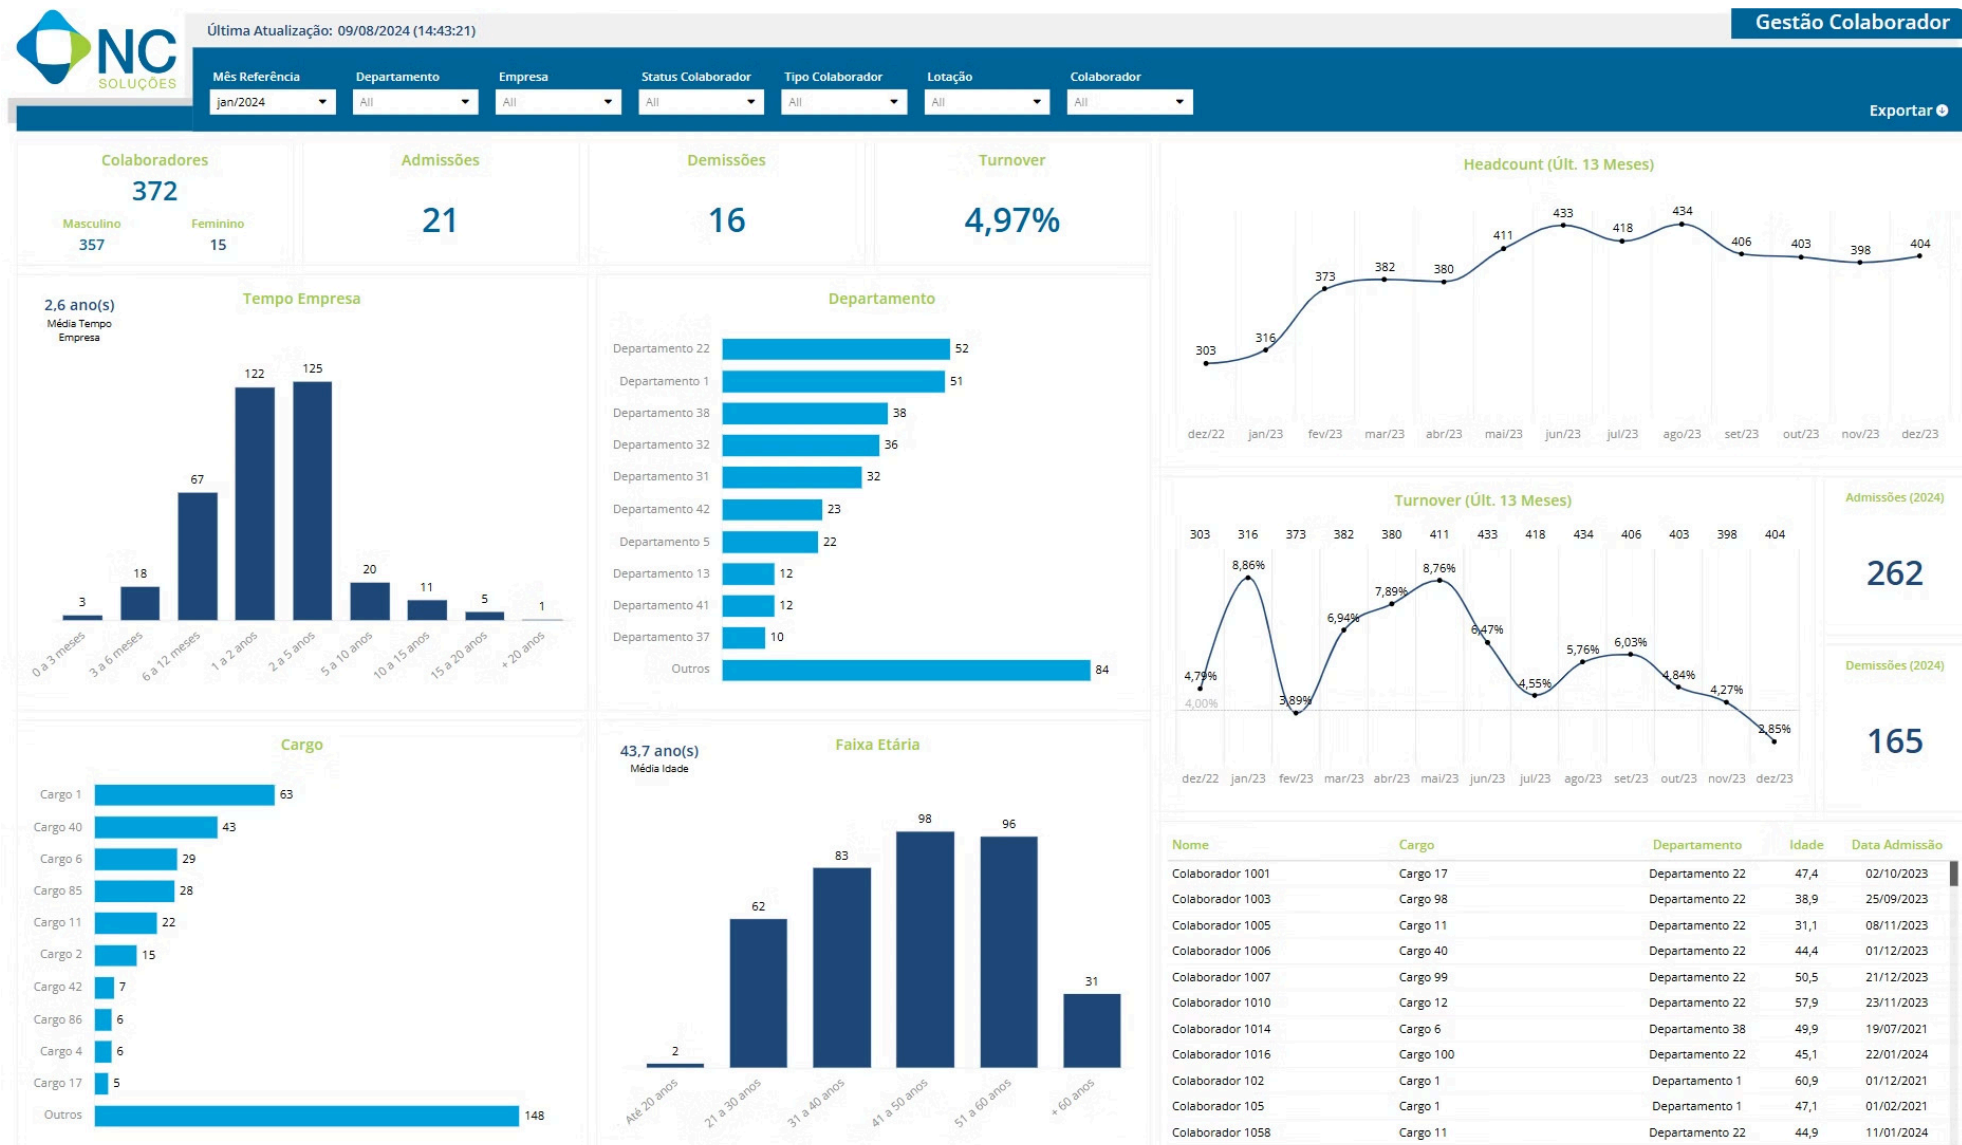 NC
SOLUÇÕES
Última Atualização: 09/08/2024 (14:43:21)
Gestão Colaborador
Mês Referência Departamento Empresa Status Colaborador Tipo Colaborador Lotação Colaborador
jan/2024 All All All All All All
Exportar
Colaboradores
372
Masculino Feminino
357 15
Admissões
21
Demissões
16
Turnover
4,97%
Headcount (Últ. 13 Meses)
303 316 373 382 380 411 433 418 434 406 403 398 404
dez/22 jan/23 fev/23 mar/23 abr/23 mai/23 jun/23 jul/23 ago/23 set/23 out/23 nov/23 dez/23
2,6 ano(s)
Média Tempo
Empresa
Tempo Empresa
3 18 67 122 125 20 11 5 1
0 a 3 meses 3 a 6 meses 6 a 12 meses 1 a 2 anos 2 a 5 anos 5 a 10 anos 10 a 15 anos 15 a 20 anos + 20 anos
Departamento
Departamento 22 52
Departamento 1 51
Departamento 38 38
Departamento 32 36
Departamento 31 32
Departamento 42 23
Departamento 5 22
Departamento 13 12
Departamento 41 12
Departamento 37 10
Outros 84
Turnover (Últ. 13 Meses)
303 316 373 382 380 411 433 418 434 406 403 398 404
4,79% 8,86% 3,89% 6,94% 7,89% 8,76% 6,47% 4,55% 5,76% 6,03% 4,84% 4,27% 2,85%
4,00%
dez/22 jan/23 fev/23 mar/23 abr/23 mai/23 jun/23 jul/23 ago/23 set/23 out/23 nov/23 dez/23
Admissões (2024)
262
Demissões (2024)
165
Cargo
Cargo 1 63
Cargo 40 43
Cargo 6 29
Cargo 85 28
Cargo 11 22
Cargo 2 15
Cargo 42 7
Cargo 86 6
Cargo 4 6
Cargo 17 5
Outros 148
43,7 ano(s)
Média Idade
Faixa Etária
2 62 83 98 96 31
Até 20 anos 21 a 30 anos 31 a 40 anos 41 a 50 anos 51 a 60 anos + 60 anos
Nome Cargo Departamento Idade Data Admissão
Colaborador 1001 Cargo 17 Departamento 22 47,4 02/10/2023
Colaborador 1003 Cargo 98 Departamento 22 38,9 25/09/2023
Colaborador 1005 Cargo 11 Departamento 22 31,1 08/11/2023
Colaborador 1006 Cargo 40 Departamento 22 44,4 01/12/2023
Colaborador 1007 Cargo 99 Departamento 22 50,5 21/12/2023
Colaborador 1010 Cargo 12 Departamento 22 57,9 23/11/2023
Colaborador 1014 Cargo 6 Departamento 38 49,9 19/07/2021
Colaborador 1016 Cargo 100 Departamento 22 45,1 22/01/2024
Colaborador 102 Cargo 1 Departamento 1 60,9 01/12/2021
Colaborador 105 Cargo 1 Departamento 1 47,1 01/02/2021
Colaborador 1058 Cargo 11 Departamento 22 44,9 11/01/2024